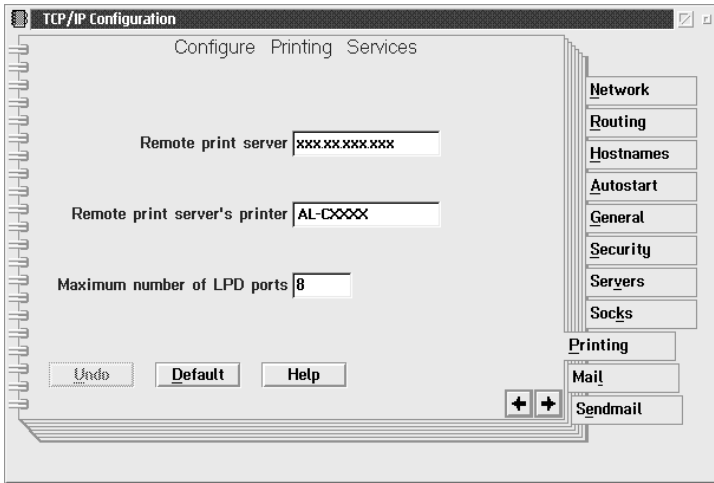 TCP/IP Configuration
Configure Printing Services
Remote print server xxx.xx.xxx.xxx
Remote print server's printer AL-CXXXX
Maximum number of LPD ports 8
Undo Default Help
Network
Routing
Hostnames
Autostart
General
Security
Servers
Socks
Printing
Mail
Sendmail